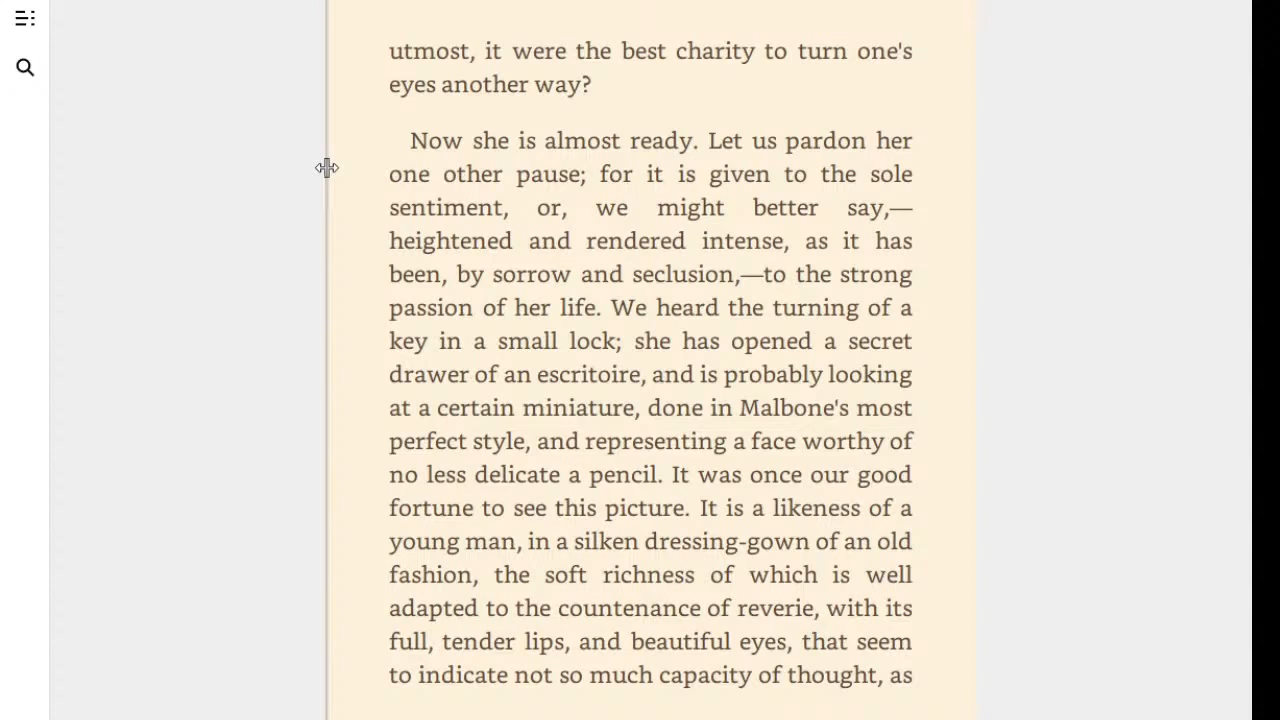 utmost, it were the best charity to turn one's
eyes another way?
Now she is almost ready. Let us pardon her
one other pause; for it is given to the sole
sentiment, or, we might better say,—
heightened and rendered intense, as it has
been, by sorrow and seclusion,—to the strong
passion of her life. We heard the turning of a
key in a small lock; she has opened a secret
drawer of an escritoire, and is probably looking
at a certain miniature, done in Malbone's most
perfect style, and representing a face worthy of
no less delicate a pencil. It was once our good
fortune to see this picture. It is a likeness of a
young man, in a silken dressing-gown of an old
fashion, the soft richness of which is well
adapted to the countenance of reverie, with its
full, tender lips, and beautiful eyes, that seem
to indicate not so much capacity of thought, as